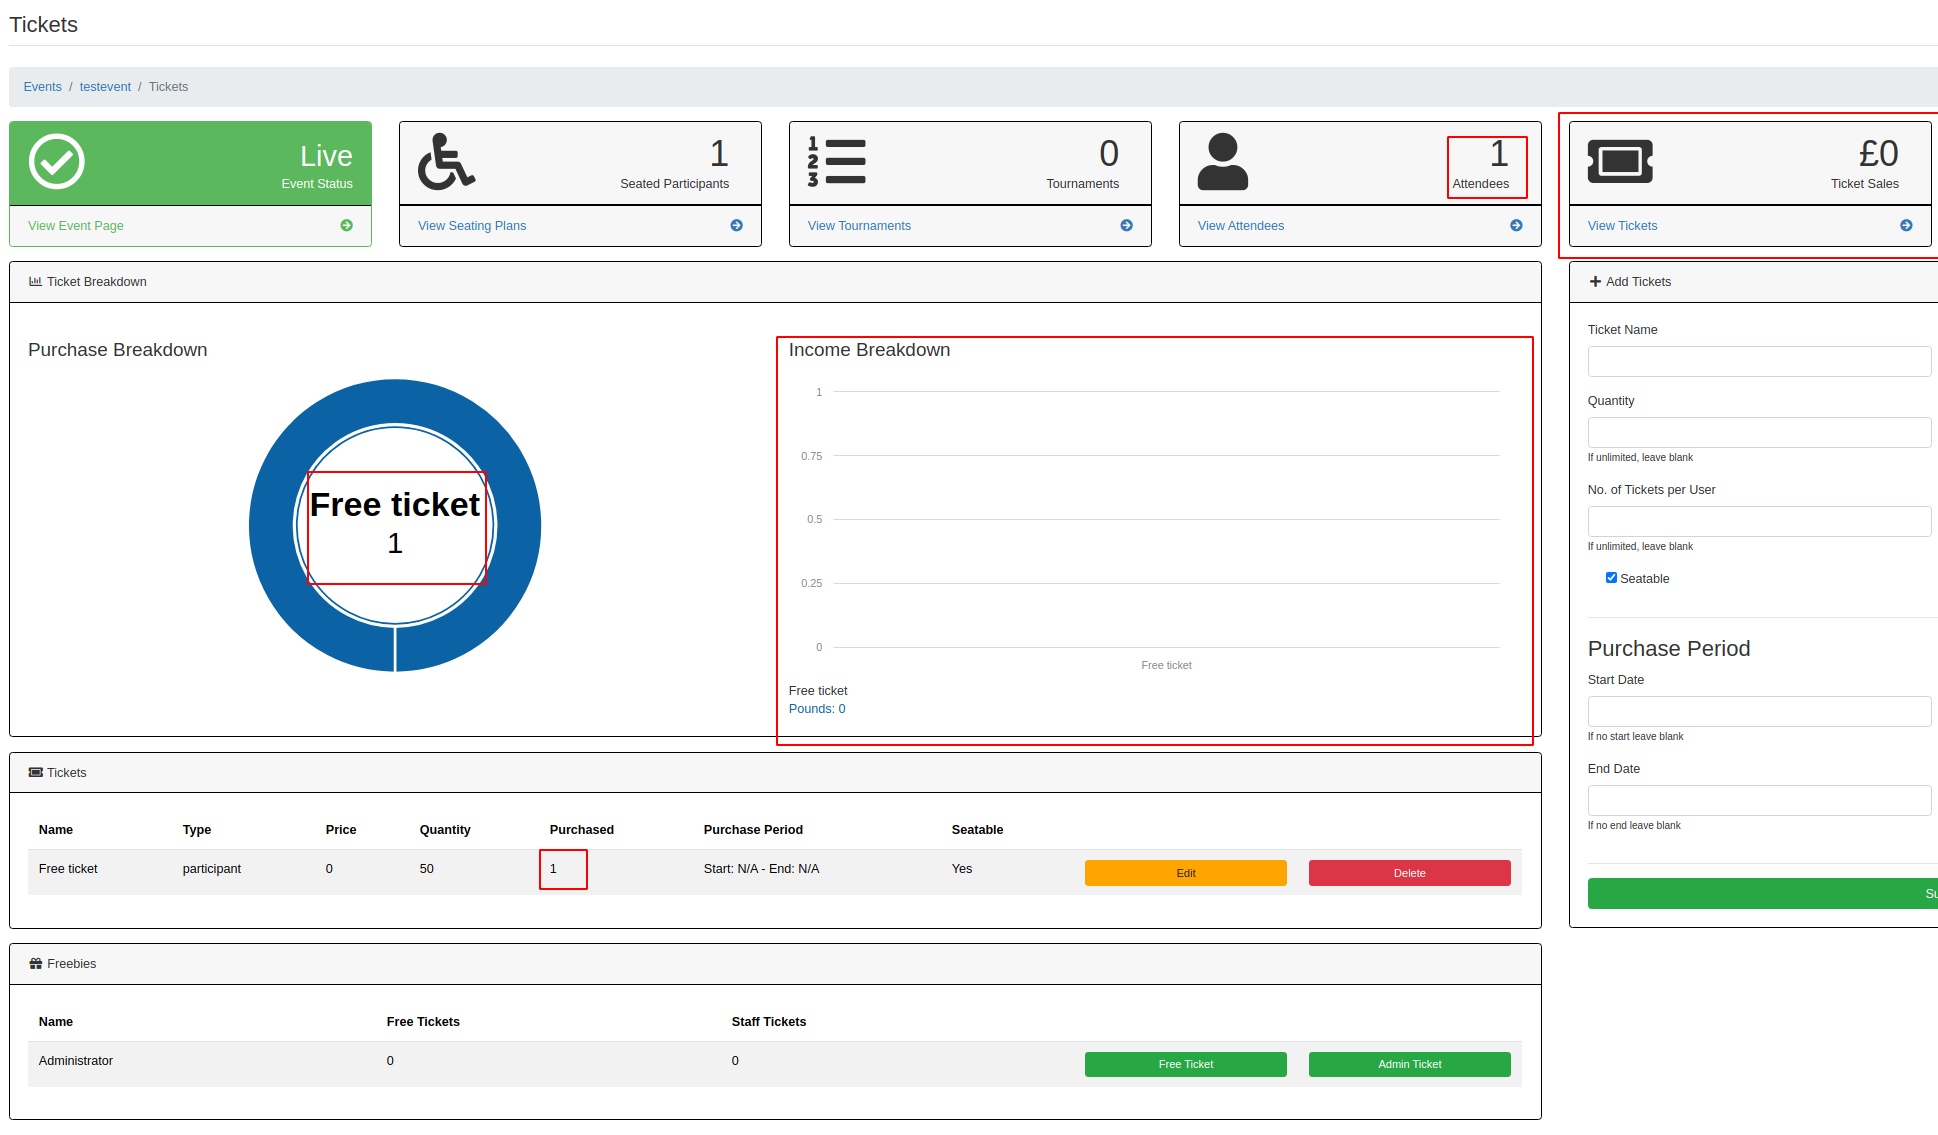 Tickets
Events / testevent / Tickets
Live
Event Status
View Event Page
1
Seated Participants
View Seating Plans
1
2
3
0
Tournaments
View Tournaments
1
Attendees
View Attendees
£0
Ticket Sales
View Tickets
Ticket Breakdown
Purchase Breakdown
Free ticket
1
Income Breakdown
1
0.75
0.5
0.25
0
Free ticket
Free ticket
Pounds: 0
Add Tickets
Ticket Name
Quantity
If unlimited, leave blank
No. of Tickets per User
If unlimited, leave blank
Seatable
Purchase Period
Start Date
If no start leave blank
End Date
If no end leave blank
Su
Tickets
Name Type Price Quantity Purchased Purchase Period Seatable
Free ticket participant 0 50 1 Start: N/A - End: N/A Yes Edit Delete
Freebies
Name Free Tickets Staff Tickets
Administrator 0 0 Free Ticket Admin Ticket